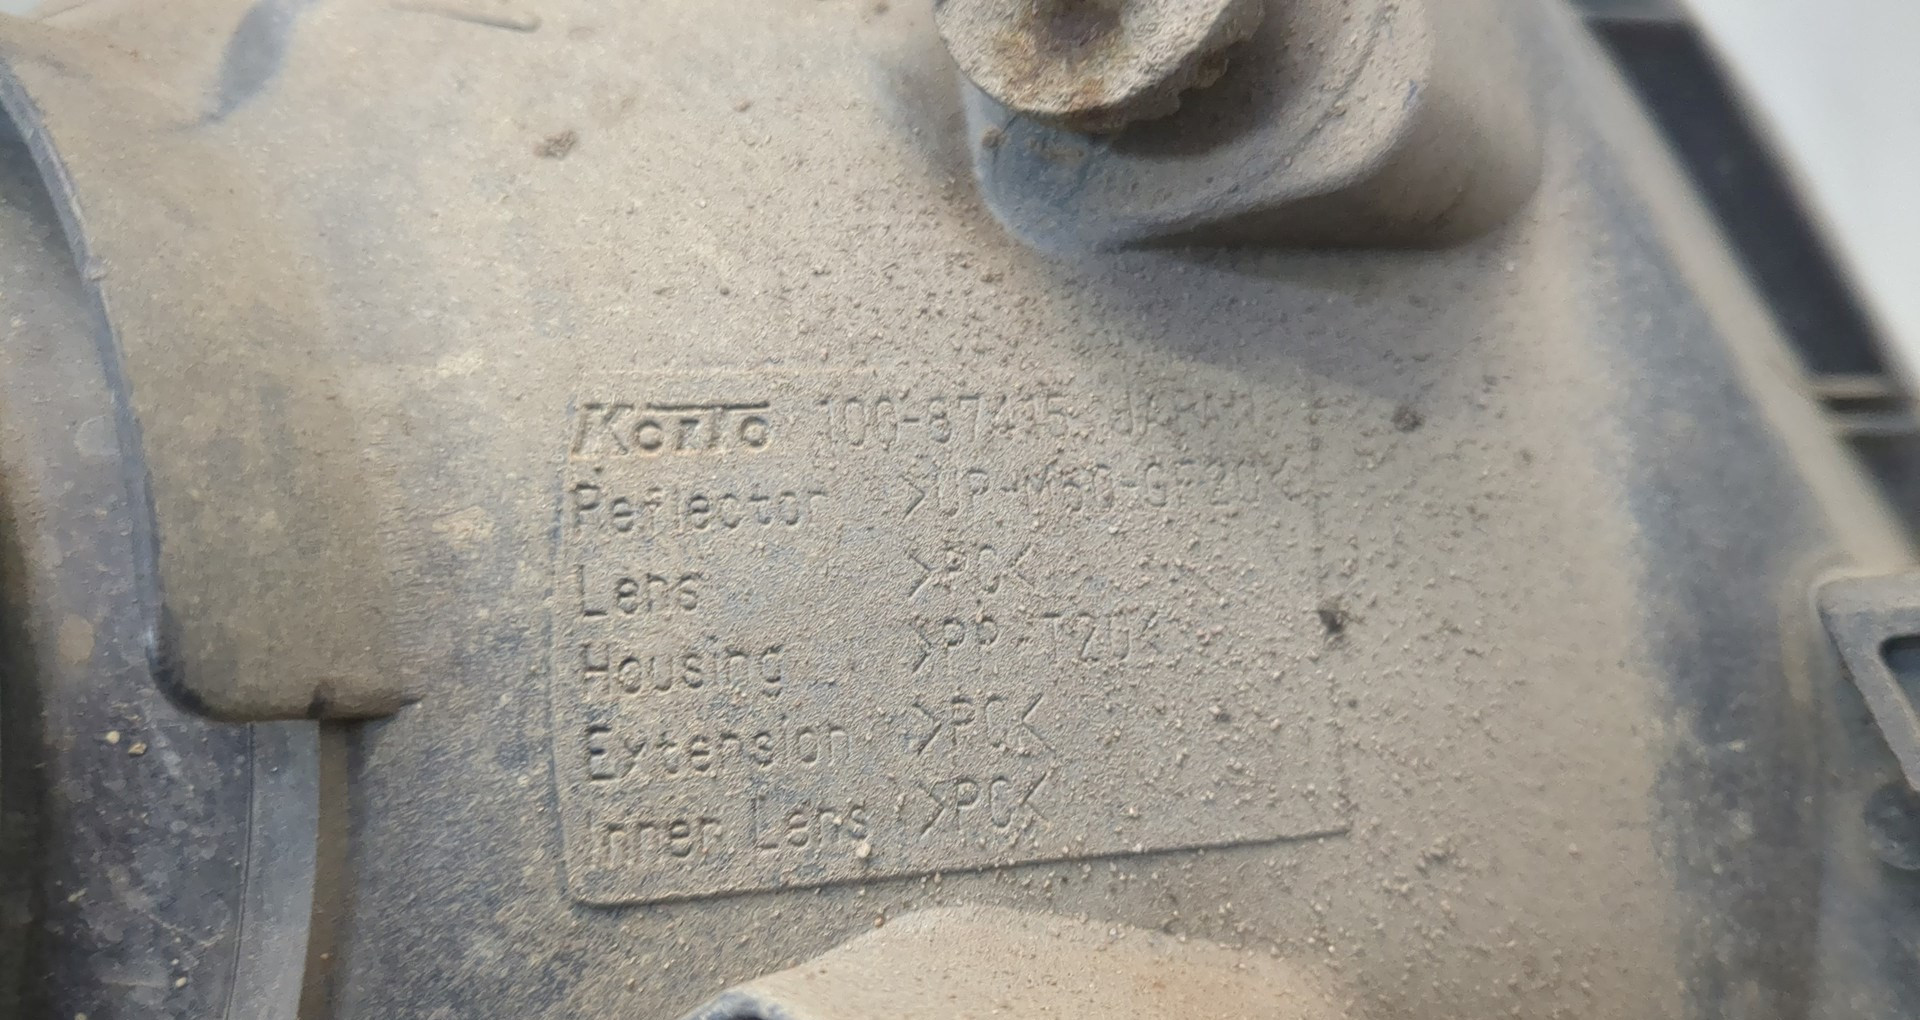 KOITO 100-87415 JAPAN
Reflector >UP-M60-GF20<
Lens >PC<
Housing >PP-T20<
Extension >PC<
Inner Lens >PC<